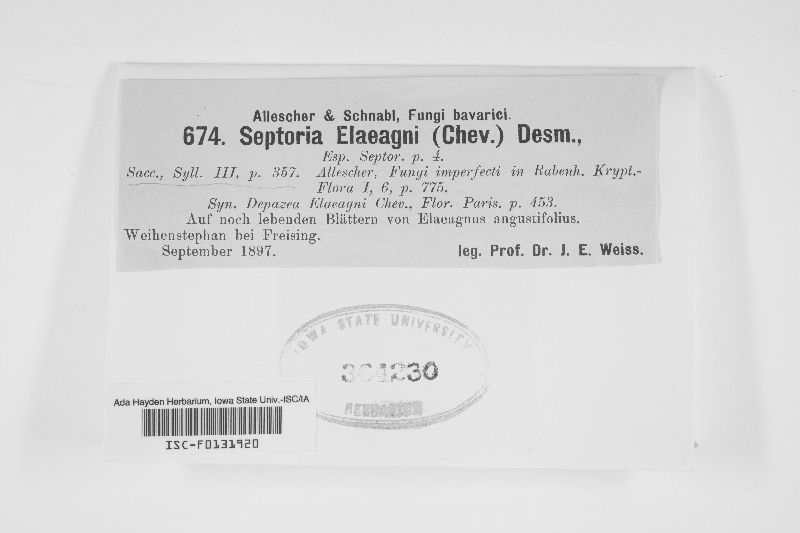 Allescher & Schnabl, Fungi bavarici.
674. Septoria Elaeagni (Chev.) Desm.,
Esp. Septor. p. 4.
Sacc., Syll. III, p. 357. Allescher, Fungi imperfecti in Rabenh. Krypt.-
Flora I, 6, p. 775.
Syn. Depazea Elaeagni Chev., Flor. Paris. p. 453.
Auf noch lebenden Blättern von Elaeagnus angustifolius.
Weihenstephan bei Freising.
September 1897. leg. Prof. Dr. J. E. Weiss.
IOWA STATE UNIVERSITY
364230
HERBARIUM
Ada Hayden Herbarium, Iowa State Univ.-ISC/IA
ISC-F0131920